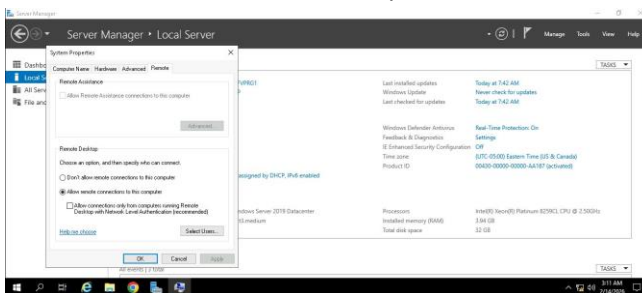 Server Manager
Server Manager • Local Server
Manage Tools View Help
System Properties
Computer Name Hardware Advanced Remote
Remote Assistance
Allow Remote Assistance connections to this computer
Advanced...
Remote Desktop
Choose an option, and then specify who can connect.
Don't allow remote connections to this computer
Allow remote connections to this computer
Allow connections only from computers running Remote
Desktop with Network Level Authentication (recommended)
Help me choose
Select Users...
OK Cancel Apply
Dashbo
Local S
All Serv
File and
TASKS
Last installed updates Today at 7:42 AM
Windows Update Never check for updates
Last checked for updates Today at 7:42 AM
Windows Defender Antivirus Real-Time Protection: On
Feedback & Diagnostics Settings
IE Enhanced Security Configuration Off
Time zone (UTC-05:00) Eastern Time (US & Canada)
Product ID 00430-00000-00000-AA187 (activated)
assigned by DHCP, IPv6 enabled
ndows Server 2019 Datacenter
Processors Intel(R) Xeon(R) Platinum 8259CL CPU @ 2.50GHz
Installed memory (RAM) 3.94 GB
Total disk space 32 GB
All events | 2 total
TASKS
3:11 AM
7/14/2026